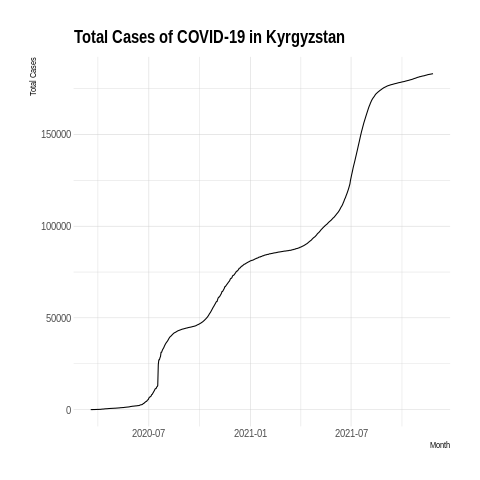 Total Cases of COVID-19 in Kyrgyzstan
Total Cases
150000
100000
50000
0
2020-07 2021-01 2021-07
Month